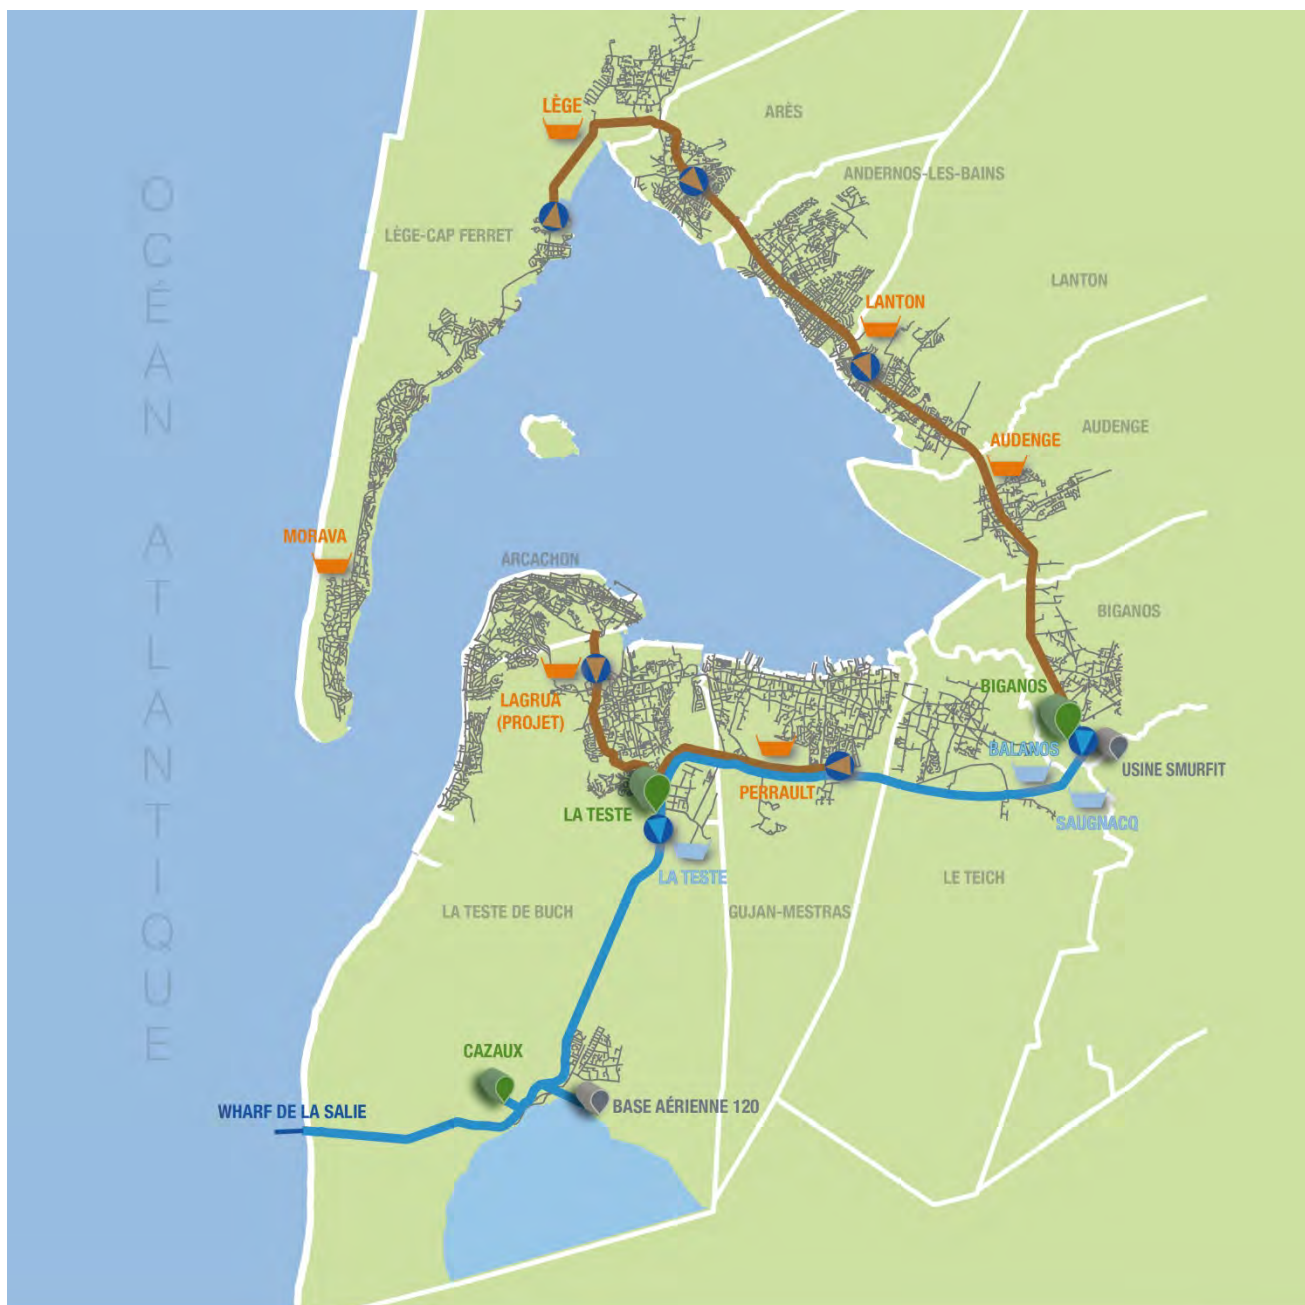 LÈGE
ARÈS
ANDERNOS-LES-BAINS
LÈGE-CAP FERRET
OCÉAN ATLANTIQUE
LANTON
LANTON
AUDENGE
AUDENGE
MORAVA
ARCACHON
BIGANOS
BIGANOS
LAGRUA
(PROJET)
BALANOS
USINE SMURFIT
PERRAULT
LA TESTE
SAUGNACQ
LA TESTE
LE TEICH
LA TESTE DE BUCH
GUJAN-MESTRAS
CAZAUX
BASE AÉRIENNE 120
WHARF DE LA SALIE